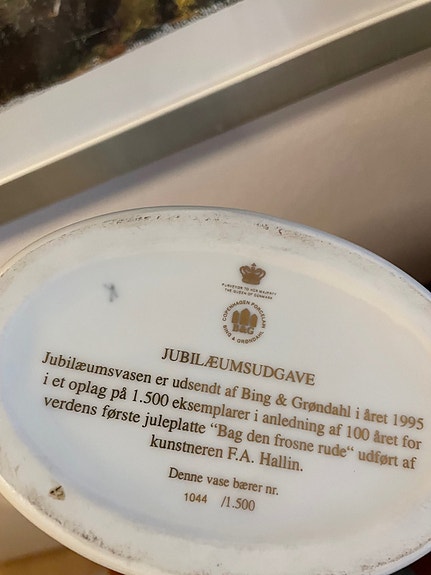 PURVEYOR TO HER MAJESTY
THE QUEEN OF DENMARK
COPENHAGEN PORCELAIN
B&G
BING & GRØNDAHL
JUBILÆUMSUDGAVE
Jubilæumsvasen er udsendt af Bing & Grøndahl i året 1995
i et oplag på 1.500 eksemplarer i anledning af 100 året for
verdens første juleplatte "Bag den frosne rude" udført af
kunstneren F.A. Hallin.
Denne vase bærer nr.
1044 /1.500